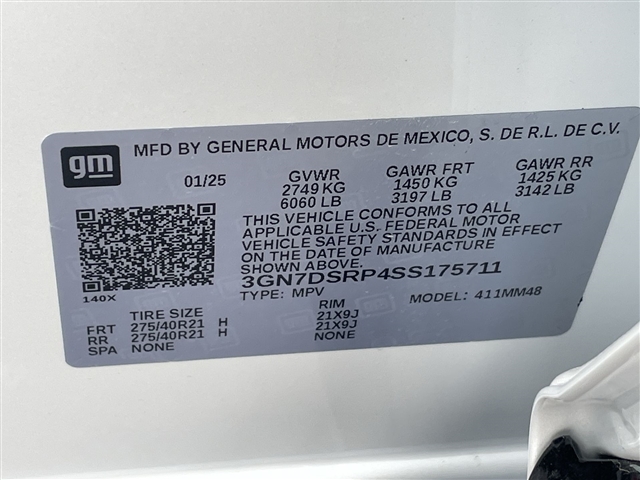 gm
MFD BY GENERAL MOTORS DE MEXICO, S. DE R.L. DE C.V.
01/25 GVWR GAWR FRT GAWR RR
2749 KG 1450 KG 1425 KG
6060 LB 3197 LB 3142 LB
THIS VEHICLE CONFORMS TO ALL
APPLICABLE U.S. FEDERAL MOTOR
VEHICLE SAFETY STANDARDS IN EFFECT
ON THE DATE OF MANUFACTURE
SHOWN ABOVE.
3GN7DSRP4SS175711
140X TYPE: MPV MODEL: 411MM48
TIRE SIZE RIM
FRT 275/40R21 H 21X9J
RR 275/40R21 H 21X9J
SPA NONE NONE